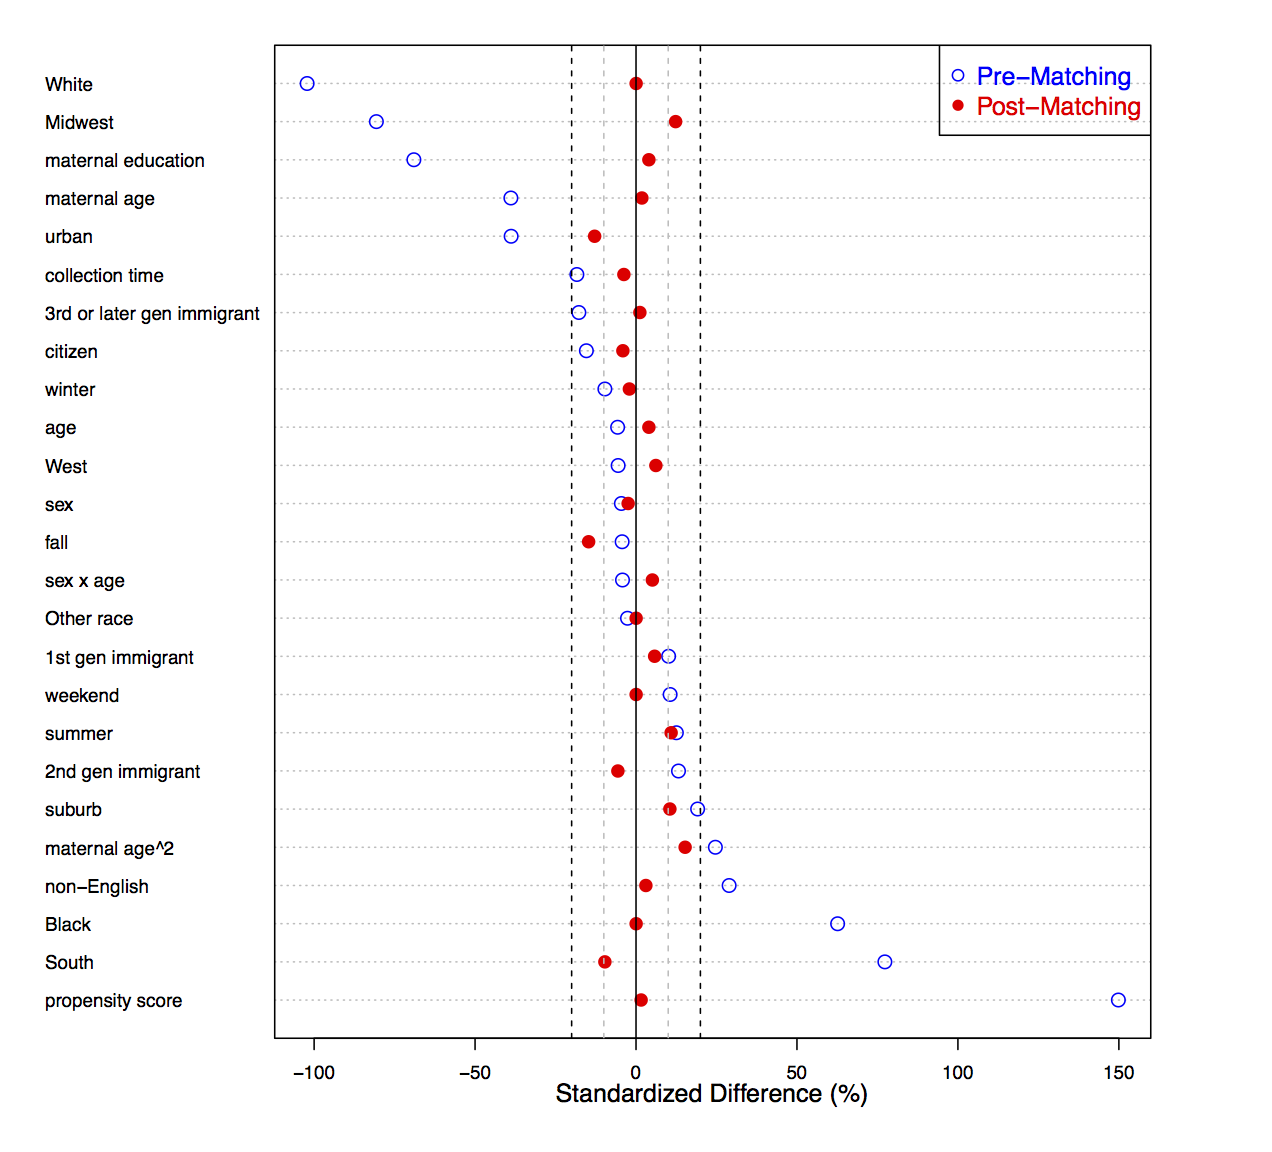 White
Pre−Matching
Post−Matching
Midwest
maternal education
maternal age
urban
collection time
3rd or later gen immigrant
citizen
winter
age
West
sex
fall
sex x age
Other race
1st gen immigrant
weekend
summer
2nd gen immigrant
suburb
maternal age^2
non−English
Black
South
propensity score
−100 −50 0 50 100 150
Standardized Difference (%)